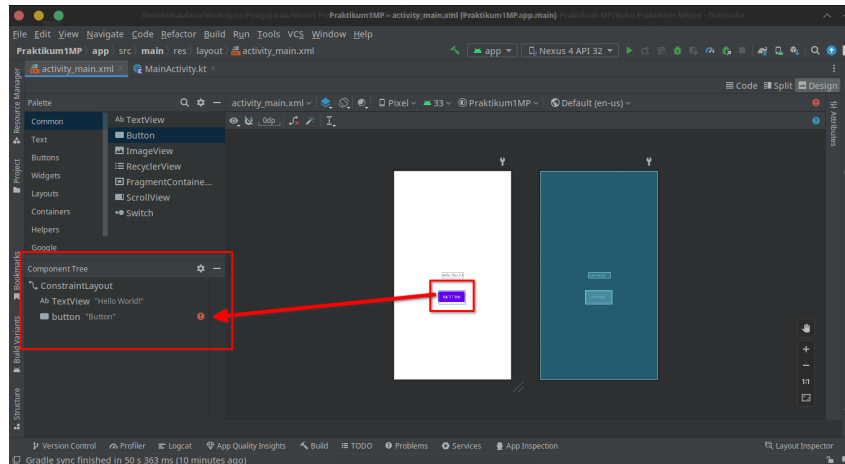 Praktikum1MP – activity_main.xml [Praktikum1MP.app.main]
File Edit View Navigate Code Refactor Build Run Tools VCS Window Help
Praktikum1MP app src main res layout activity_main.xml app Nexus 4 API 32
activity_main.xml MainActivity.kt
Code Split Design
Resource Manager
Project
Bookmarks
Build Variants
Structure
Palette
Common
Text
Buttons
Widgets
Layouts
Containers
Helpers
Google
Ab TextView
Button
ImageView
RecyclerView
FragmentContaine...
ScrollView
Switch
activity_main.xml Pixel 33 Praktikum1MP Default (en-us)
0dp
Attributes
Component Tree
ConstraintLayout
Ab TextView "Hello World!"
button "Button"
Hello World!
BUTTON
1:1
Version Control Profiler Logcat App Quality Insights Build TODO Problems Services App Inspection Layout Inspector
Gradle sync finished in 50 s 363 ms (10 minutes ago)